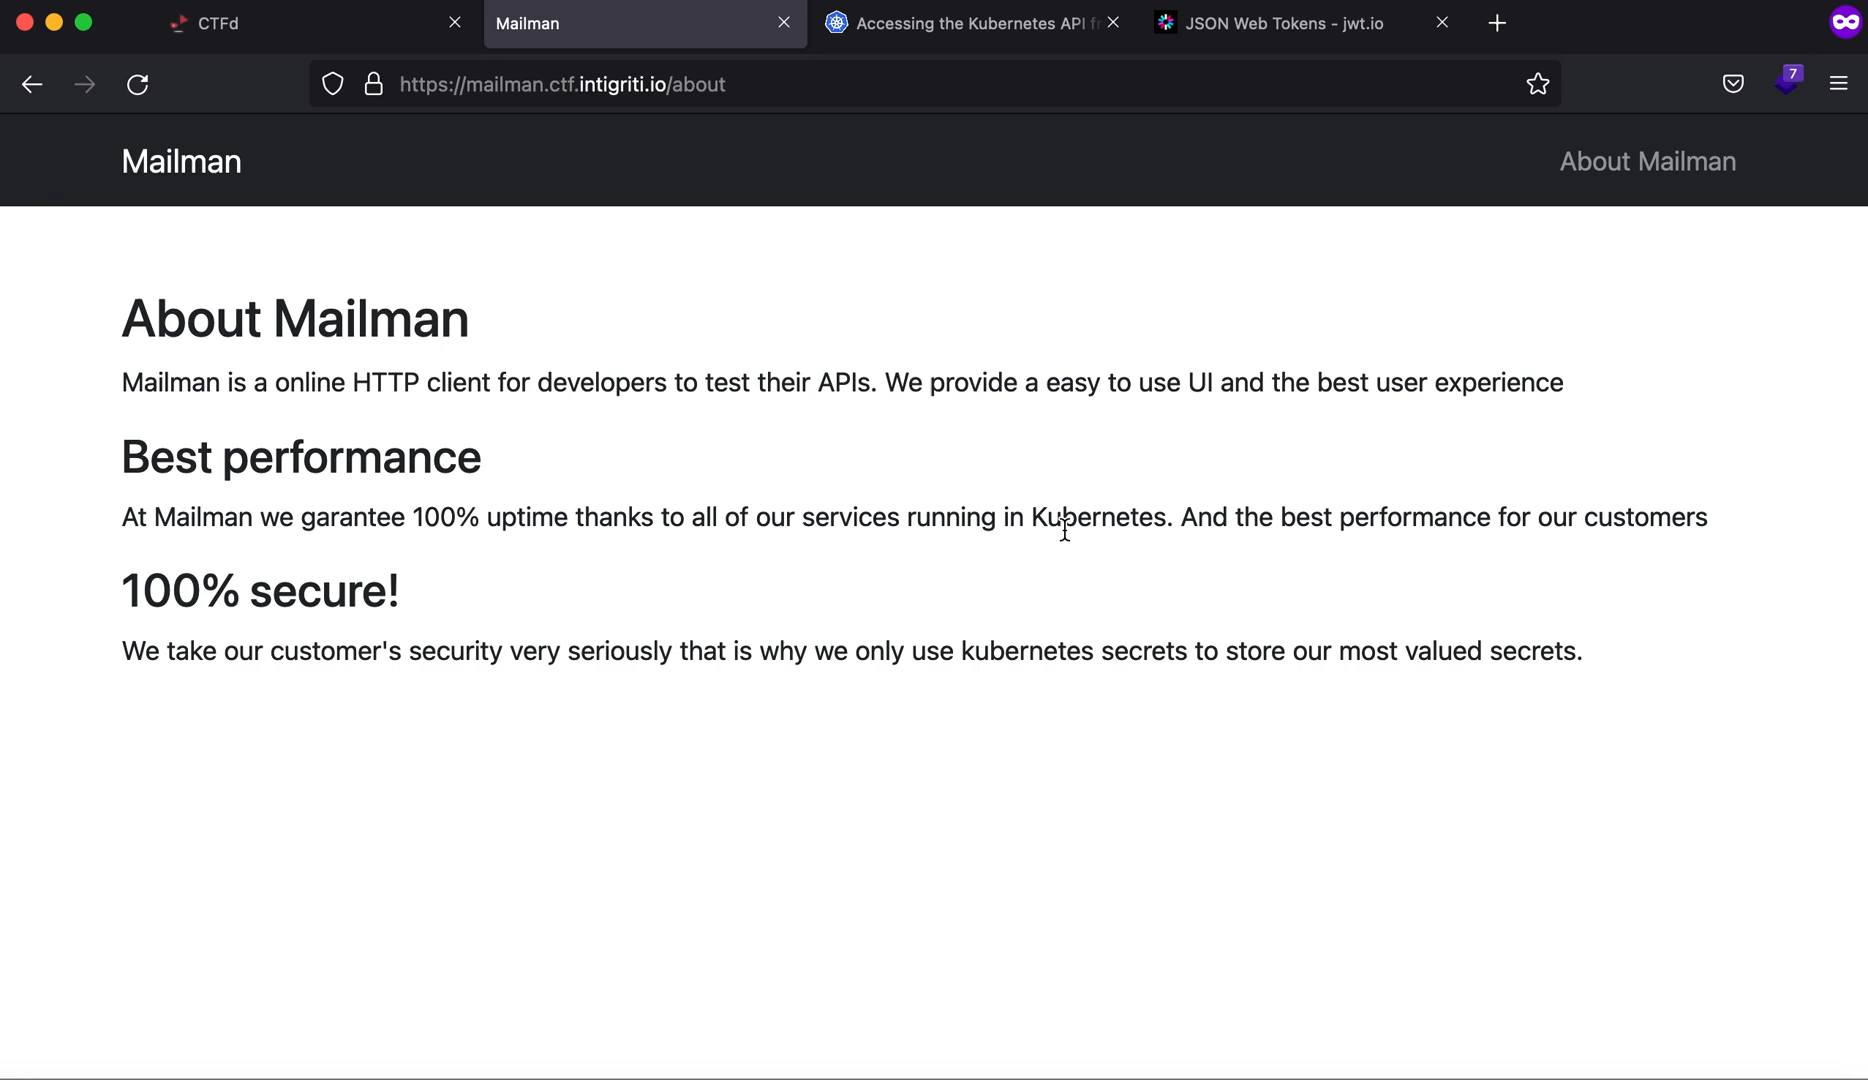 CTFd
Mailman
Accessing the Kubernetes API fr
JSON Web Tokens - jwt.io
https://mailman.ctf.intigriti.io/about
7
Mailman
About Mailman
About Mailman
Mailman is a online HTTP client for developers to test their APIs. We provide a easy to use UI and the best user experience
Best performance
At Mailman we garantee 100% uptime thanks to all of our services running in Kubernetes. And the best performance for our customers
100% secure!
We take our customer's security very seriously that is why we only use kubernetes secrets to store our most valued secrets.